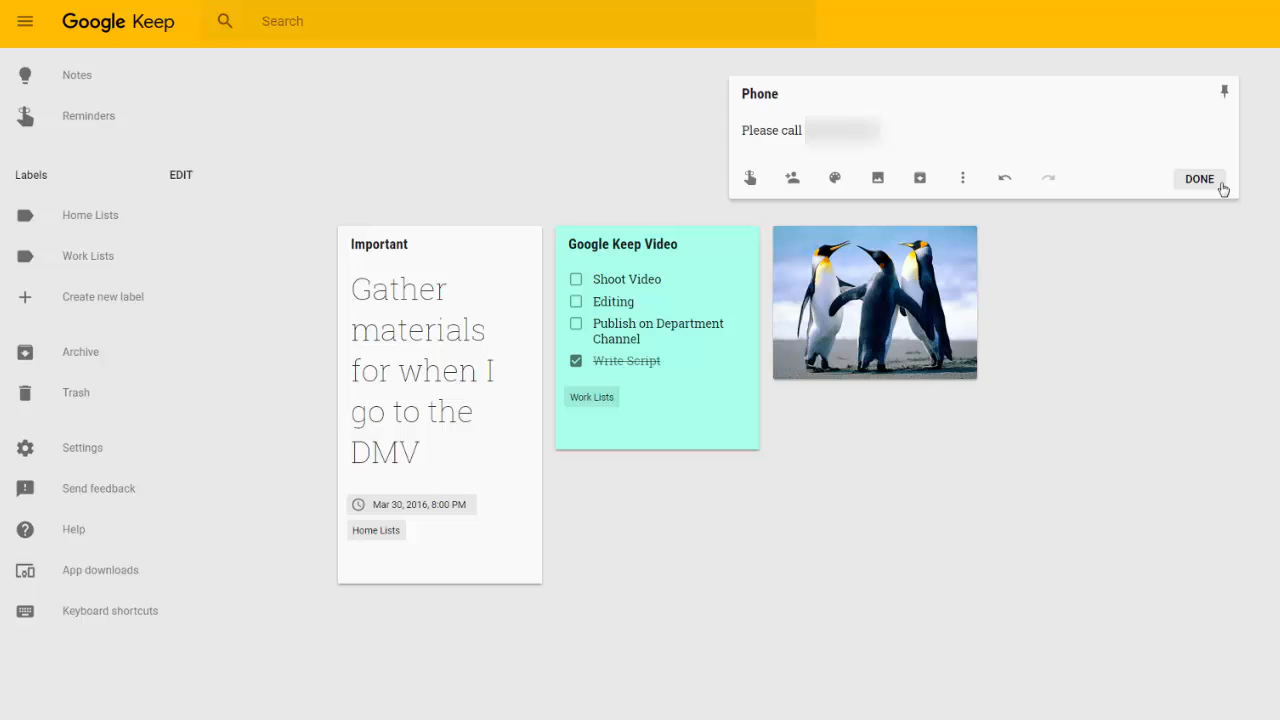 Google Keep
Search
Notes
Reminders
Labels EDIT
Home Lists
Work Lists
Create new label
Archive
Trash
Settings
Send feedback
Help
App downloads
Keyboard shortcuts
Phone
Please call
DONE
Important
Gather
materials
for when I
go to the
DMV
Mar 30, 2016, 8:00 PM
Home Lists
Google Keep Video
Shoot Video
Editing
Publish on Department
Channel
Write Script
Work Lists